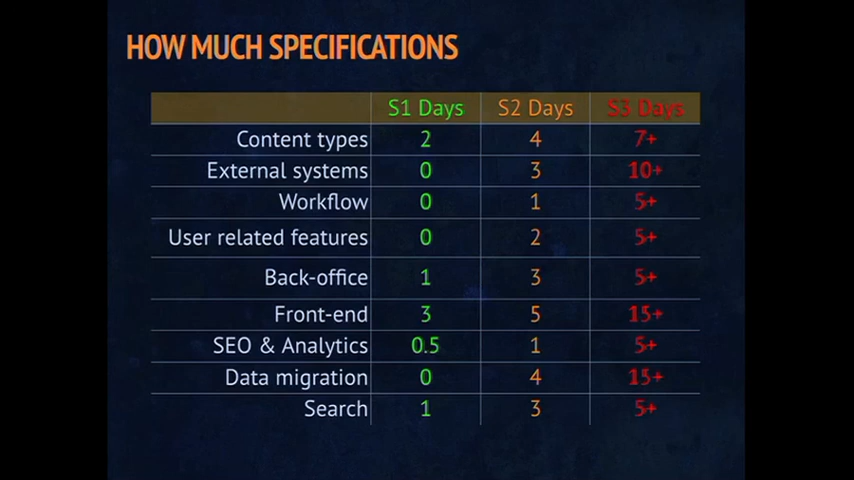 HOW MUCH SPECIFICATIONS
S1 Days S2 Days S3 Days
Content types 2 4 7+
External systems 0 3 10+
Workflow 0 1 5+
User related features 0 2 5+
Back-office 1 3 5+
Front-end 3 5 15+
SEO & Analytics 0.5 1 5+
Data migration 0 4 15+
Search 1 3 5+